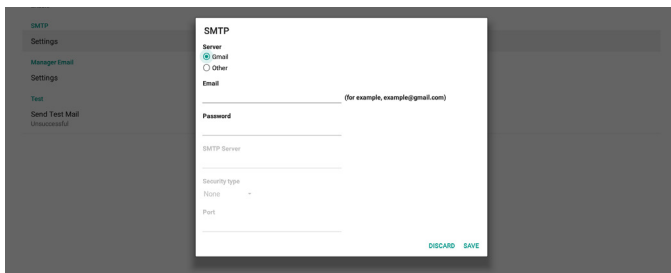 SMTP
Settings
Manager Email
Settings
Test
Send Test Mail
Unsuccessful
SMTP
Server
Gmail
Other
Email
(for example, example@gmail.com)
Password
SMTP Server
Security type
None
Port
DISCARD SAVE